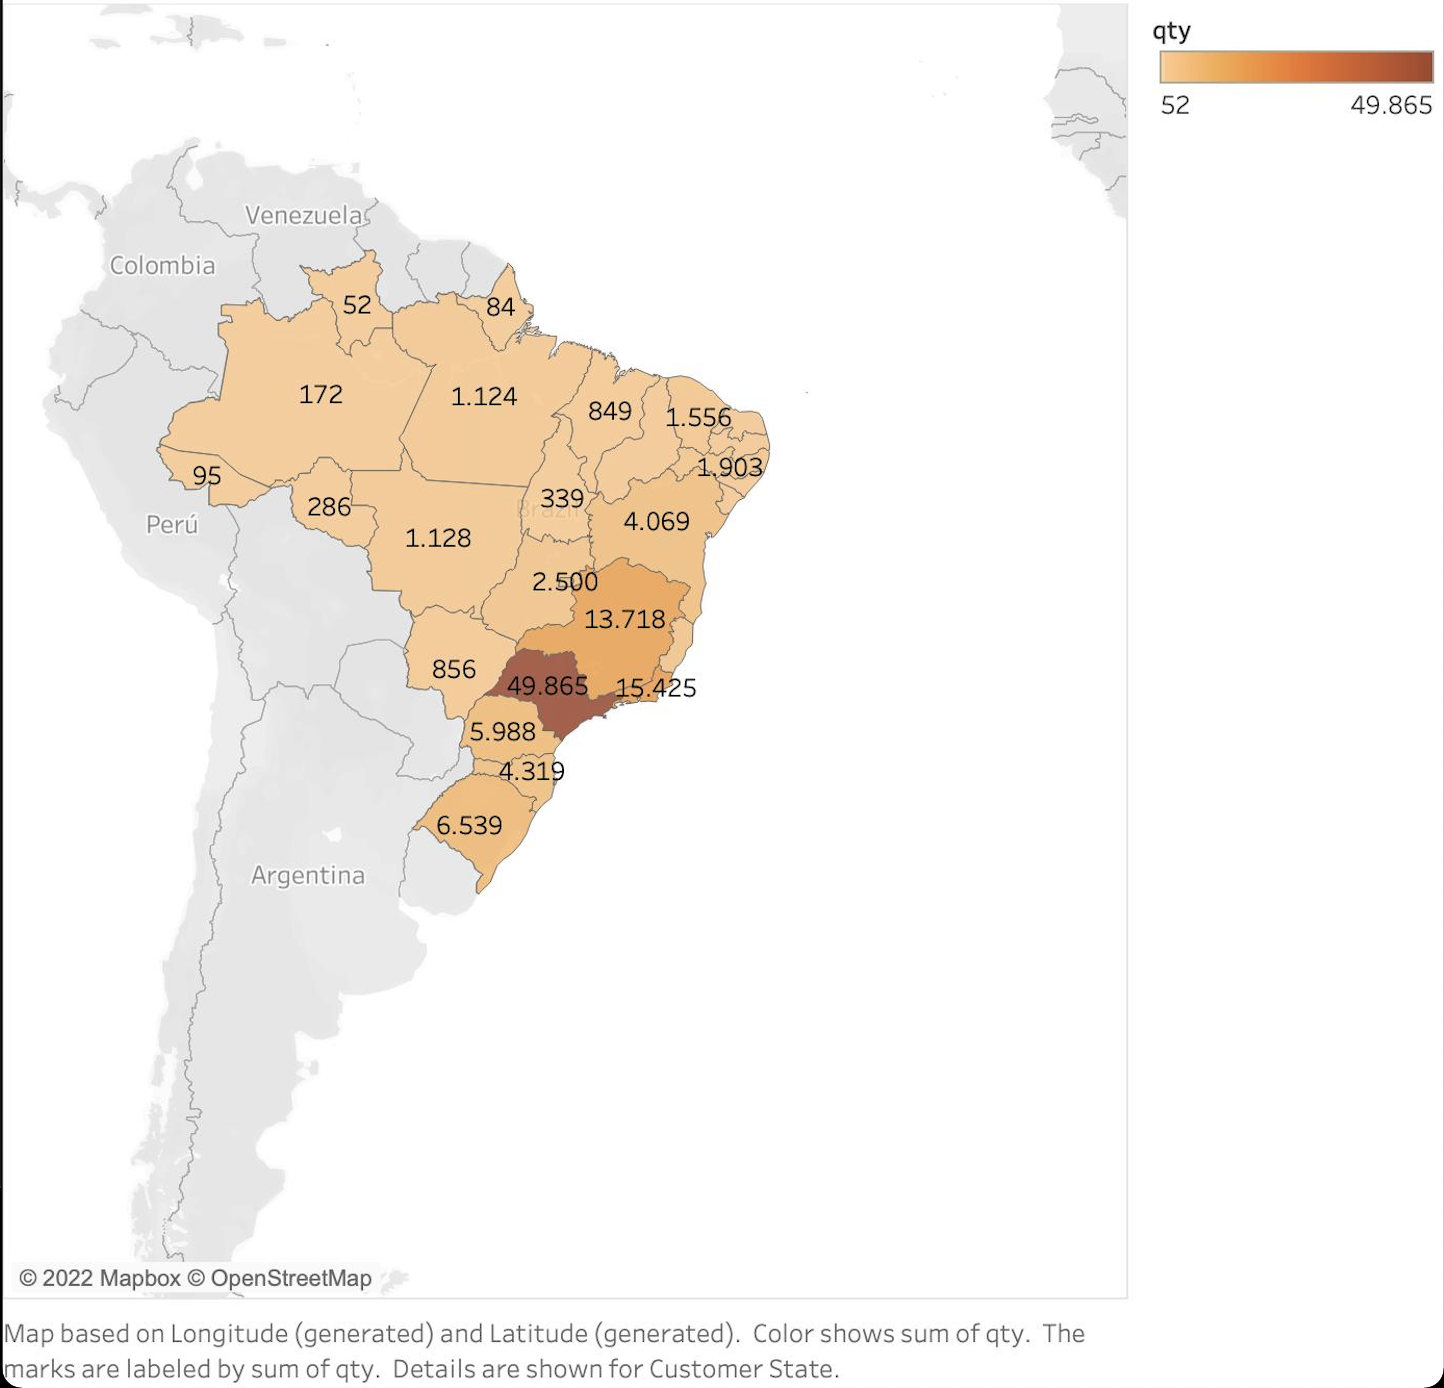 qty
52
49.865
Venezuela
Colombia
52
84
172
1.124
849
1.556
95
286
339
1.903
Brazil
Perú
1.128
4.069
2.500
13.718
856
49.865
15.425
5.988
4.319
6.539
Argentina
© 2022 Mapbox © OpenStreetMap
Map based on Longitude (generated) and Latitude (generated). Color shows sum of qty. The
marks are labeled by sum of qty. Details are shown for Customer State.